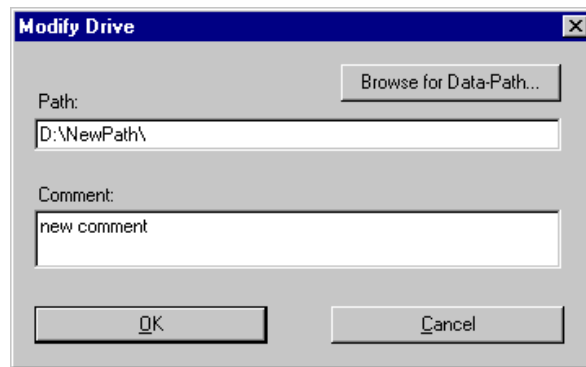 Modify Drive
Browse for Data-Path...
Path:
D:\NewPath\
Comment:
new comment
OK
Cancel